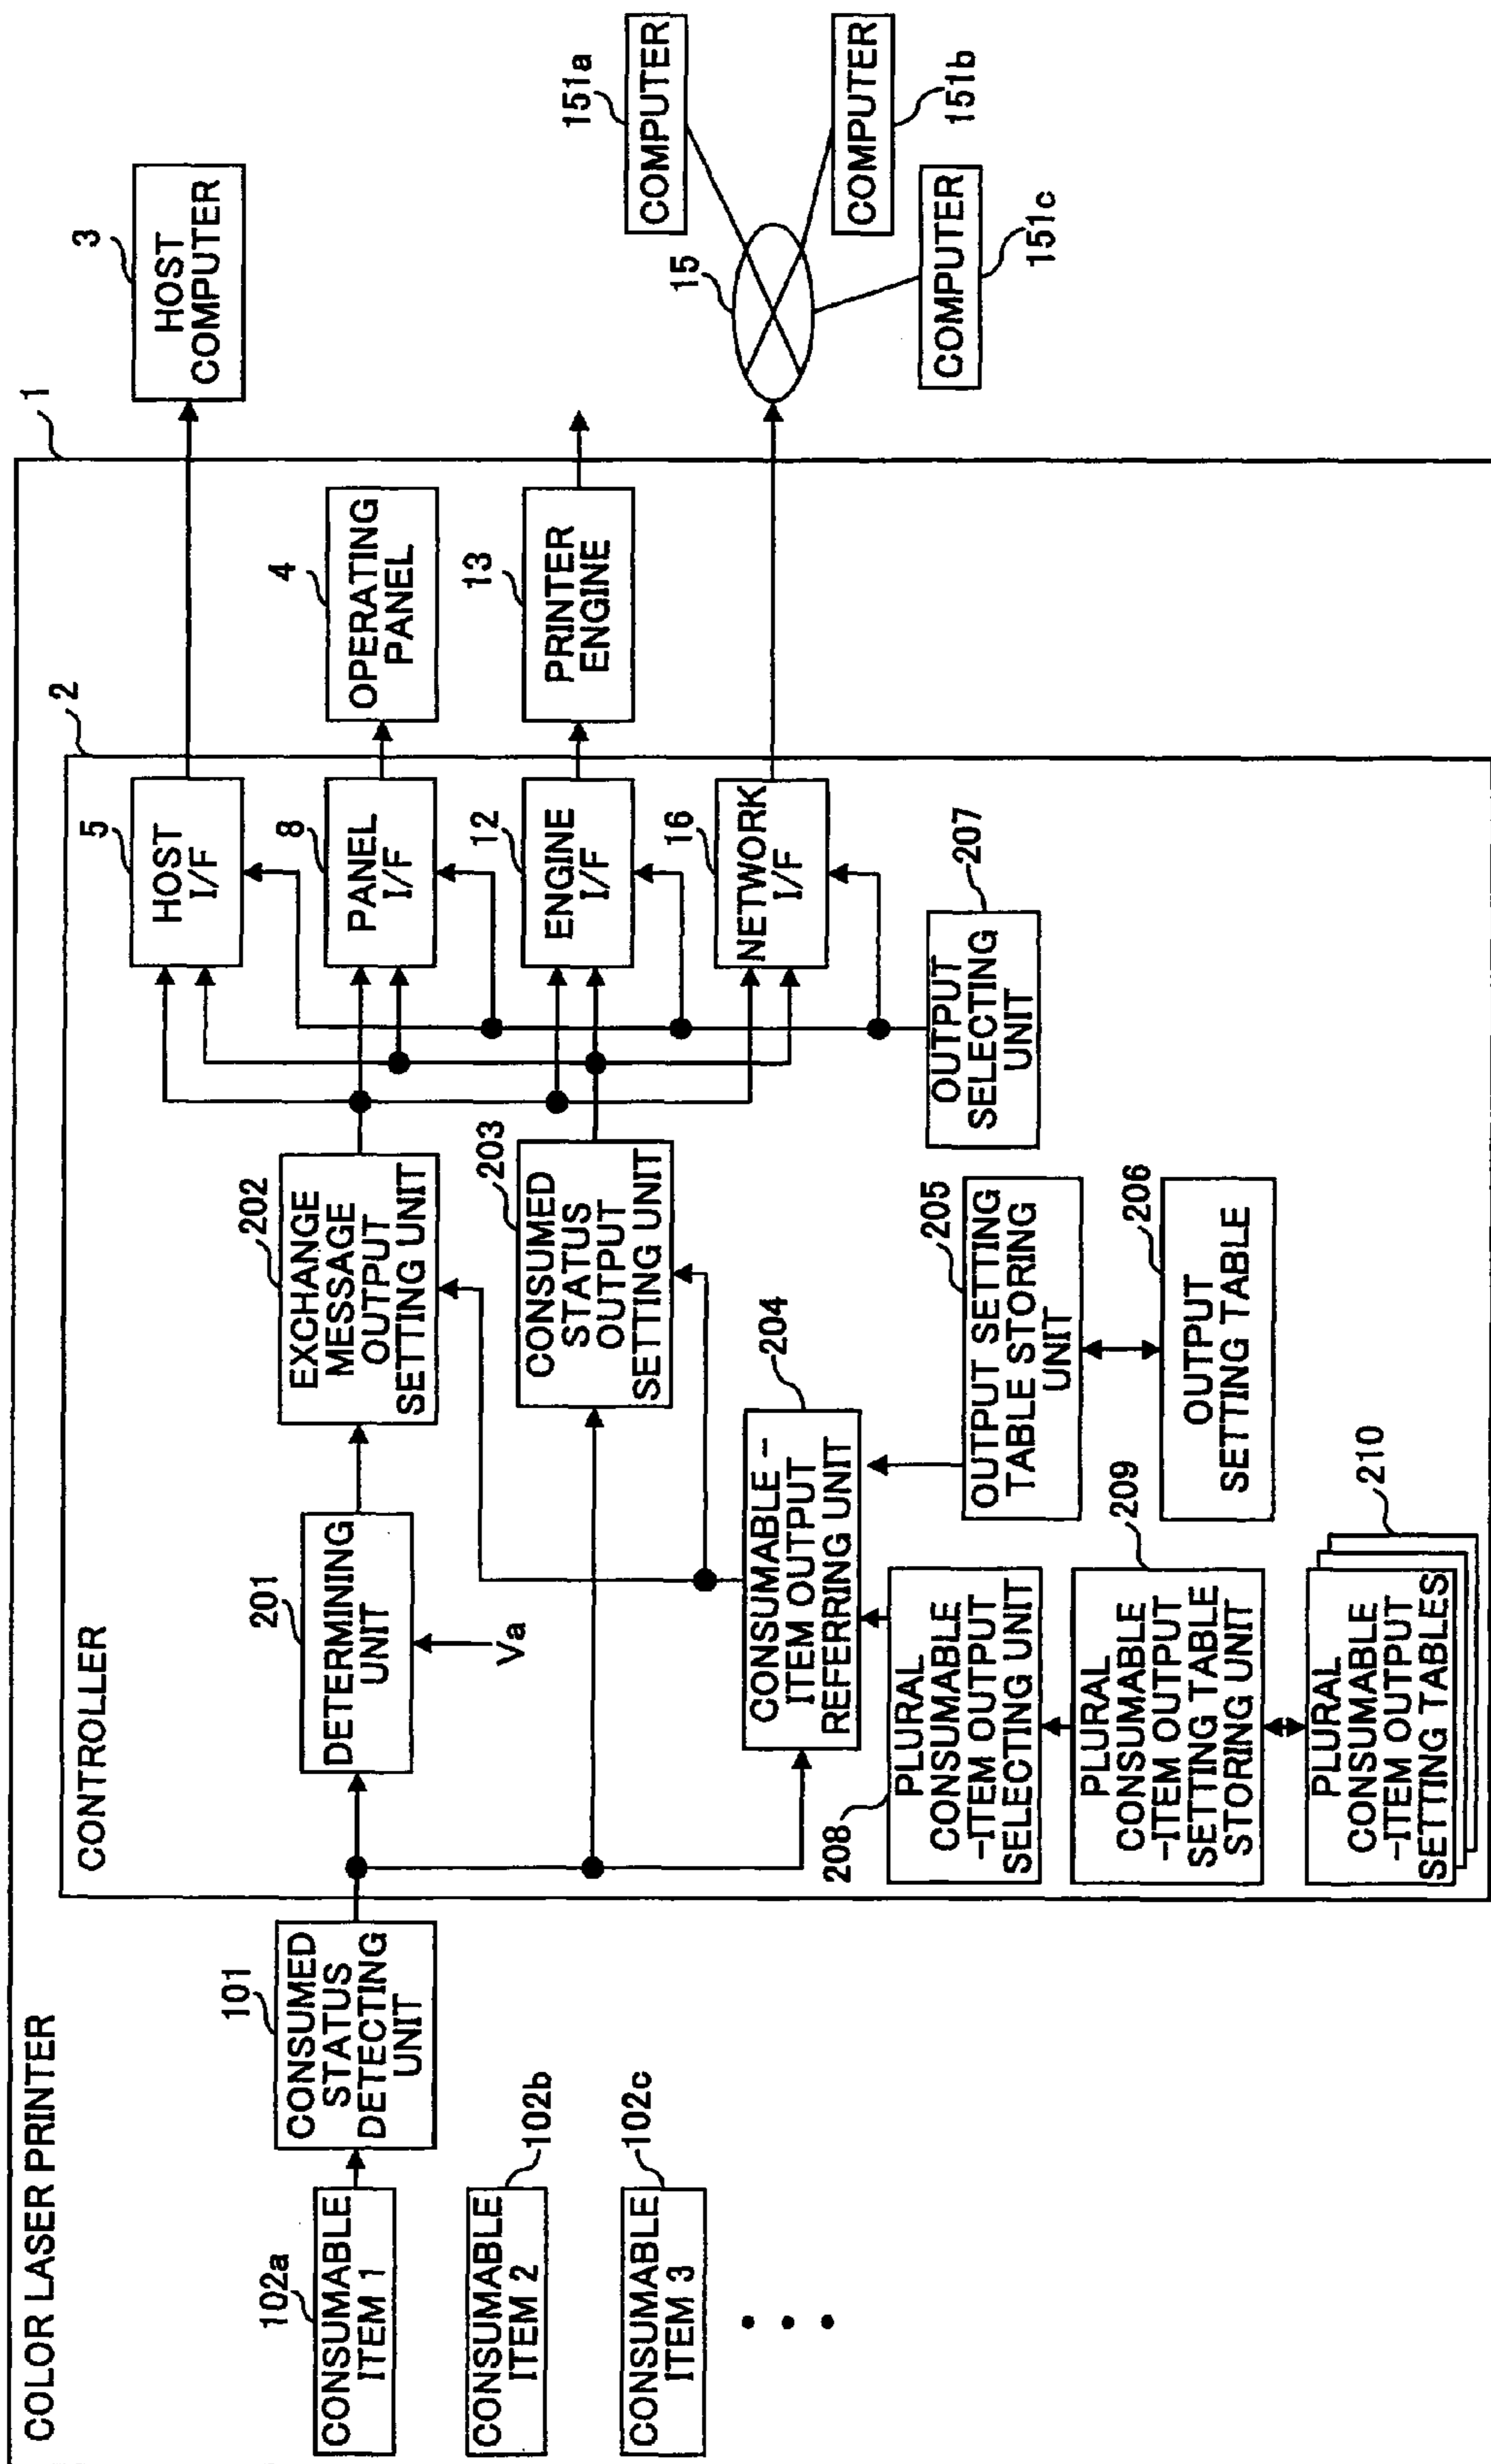 COLOR LASER PRINTER
1
CONTROLLER
2
102a
CONSUMABLE
ITEM 1
CONSUMABLE
ITEM 2
102b
CONSUMABLE
ITEM 3
102c
101
CONSUMED
STATUS
DETECTING
UNIT
201
DETERMINING
UNIT
Va
202
EXCHANGE
MESSAGE
OUTPUT
SETTING UNIT
203
CONSUMED
STATUS
OUTPUT
SETTING UNIT
204
CONSUMABLE –
ITEM OUTPUT
REFERRING UNIT
205
OUTPUT SETTING
TABLE STORING
UNIT
206
OUTPUT
SETTING TABLE
207
OUTPUT
SELECTING
UNIT
208
PLURAL
CONSUMABLE
-ITEM OUTPUT
SELECTING UNIT
209
PLURAL
CONSUMABLE
-ITEM OUTPUT
SETTING TABLE
STORING UNIT
210
PLURAL
CONSUMABLE
-ITEM OUTPUT
SETTING TABLES
5
HOST
I/F
8
PANEL
I/F
12
ENGINE
I/F
16
NETWORK
I/F
4
OPERATING
PANEL
13
PRINTER
ENGINE
3
HOST
COMPUTER
15
151a
COMPUTER
COMPUTER
151b
COMPUTER
151c